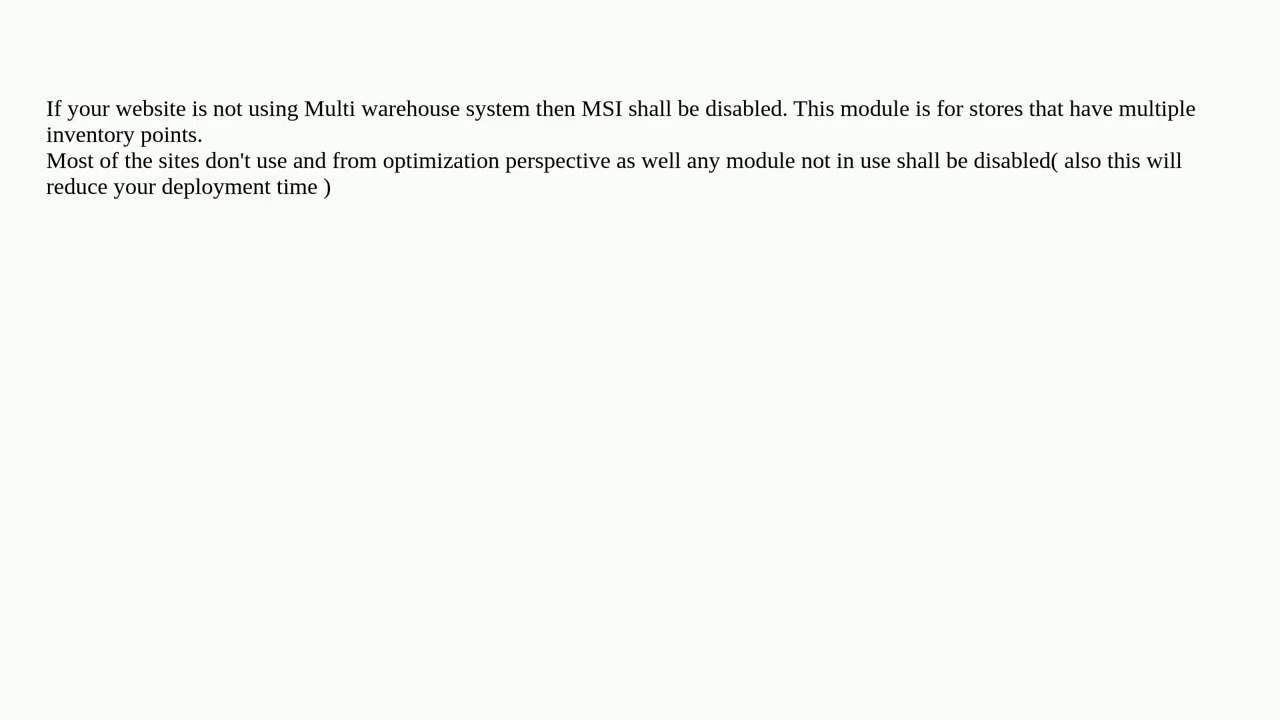 If your website is not using Multi warehouse system then MSI shall be disabled. This module is for stores that have multiple
inventory points.
Most of the sites don't use and from optimization perspective as well any module not in use shall be disabled( also this will
reduce your deployment time )